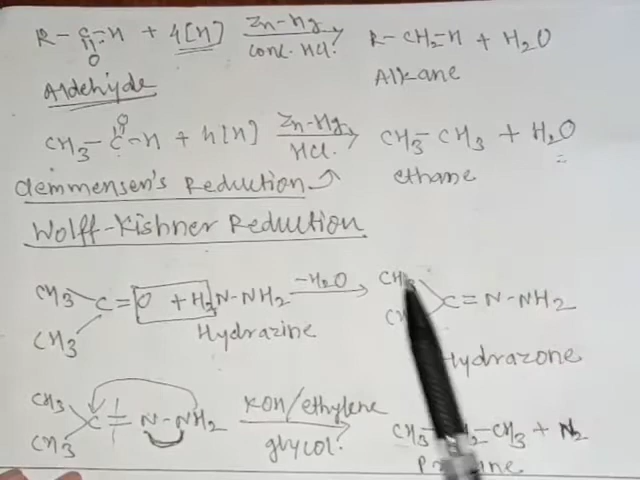 R-C-H + 4[H] Zn-Hg R-CH2-H + H2O
O conc. HCl.
Aldehyde Alkane
O
CH3-C-H + 4[H] Zn-Hg CH3-CH3 + H2O
HCl.
Clemmensen's Reduction ethane
Wolff-Kishner Reduction
CH3 C=O + H2N-NH2 -H2O CH3 C=N-NH2
CH3 Hydrazine
Hydrazone
CH3 C=N-NH2 KOH/ethylene CH3- -CH3 + N2
CH3 glycol